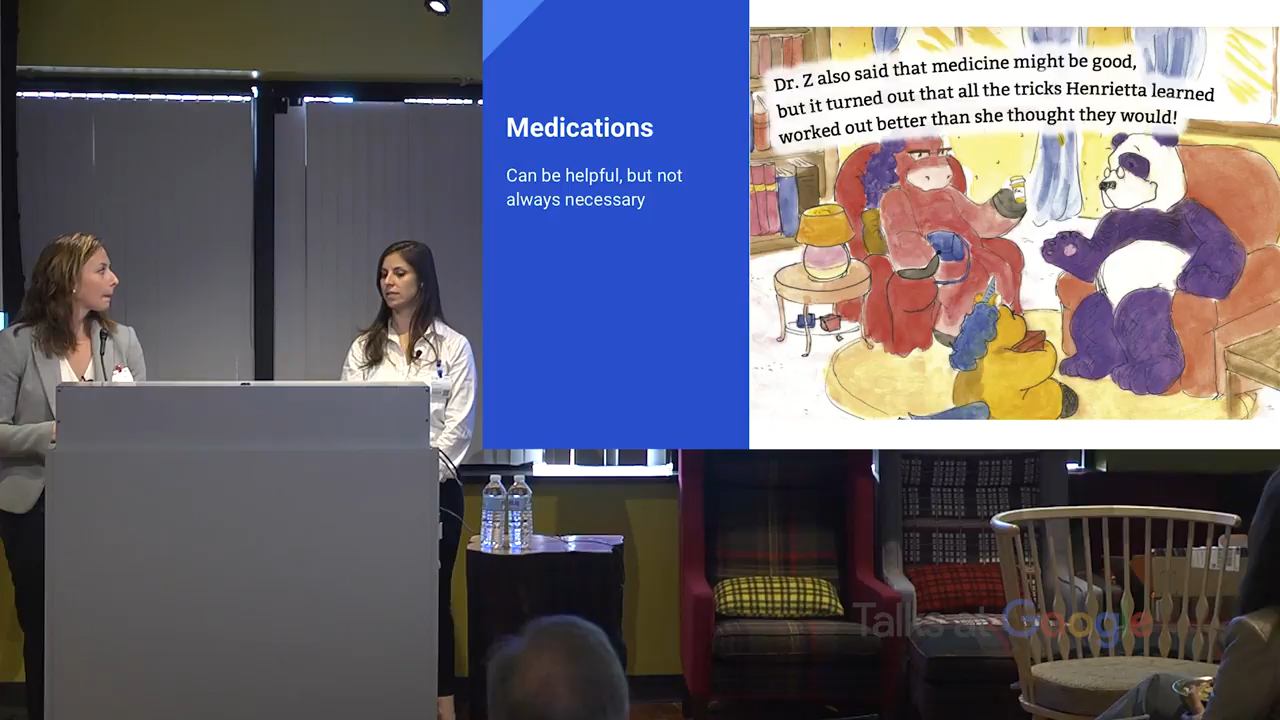 Medications
Can be helpful, but not
always necessary
Dr. Z also said that medicine might be good,
but it turned out that all the tricks Henrietta learned
worked out better than she thought they would!
Talks at Google